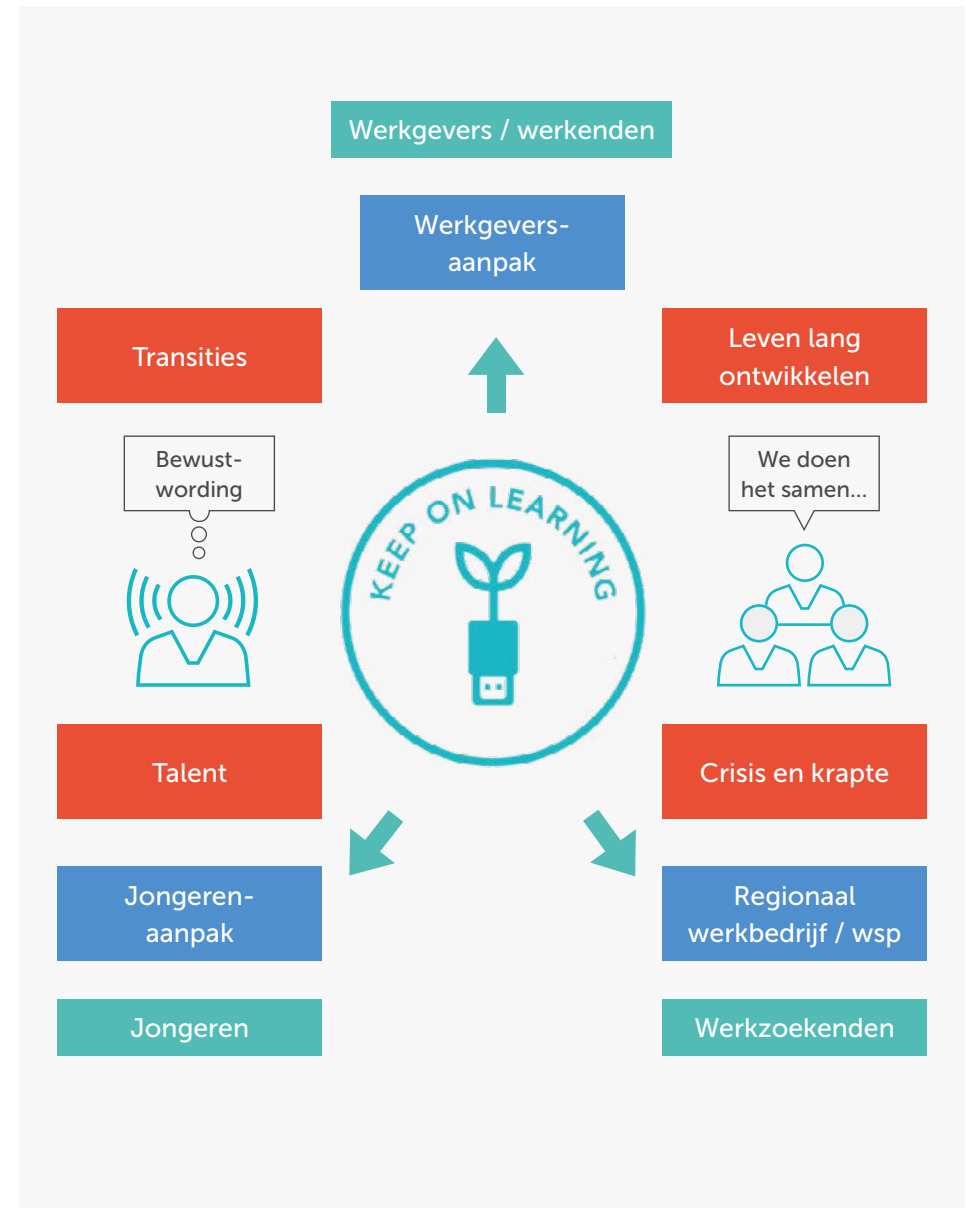 Werkgevers / werkenden
Werkgevers-
aanpak
Transities
Leven lang
ontwikkelen
Bewust-
wording
We doen
het samen...
KEEP ON LEARNING
Talent
Crisis en krapte
Jongeren-
aanpak
Regionaal
werkbedrijf / wsp
Jongeren
Werkzoekenden